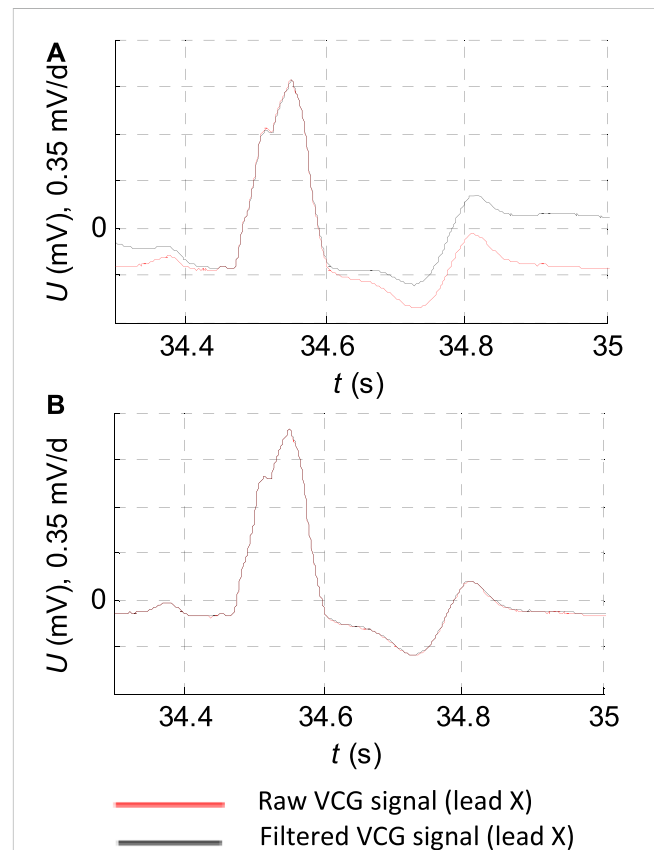 A
U (mV), 0.35 mV/d
0
34.4 34.6 34.8 35
t (s)
B
U (mV), 0.35 mV/d
0
34.4 34.6 34.8 35
t (s)
Raw VCG signal (lead X)
Filtered VCG signal (lead X)